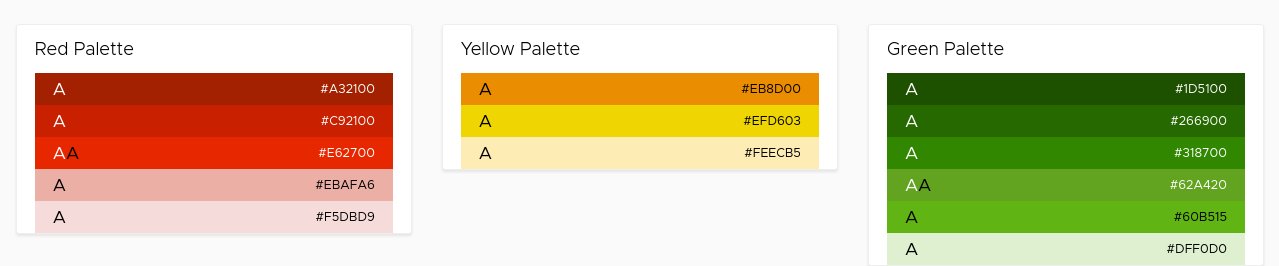 Red Palette
A #A32100
A #C92100
AA #E62700
A #EBAFA6
A #F5DBD9
Yellow Palette
A #EB8D00
A #EFD603
A #FEECB5
Green Palette
A #1D5100
A #266900
A #318700
AA #62A420
A #60B515
A #DFF0D0